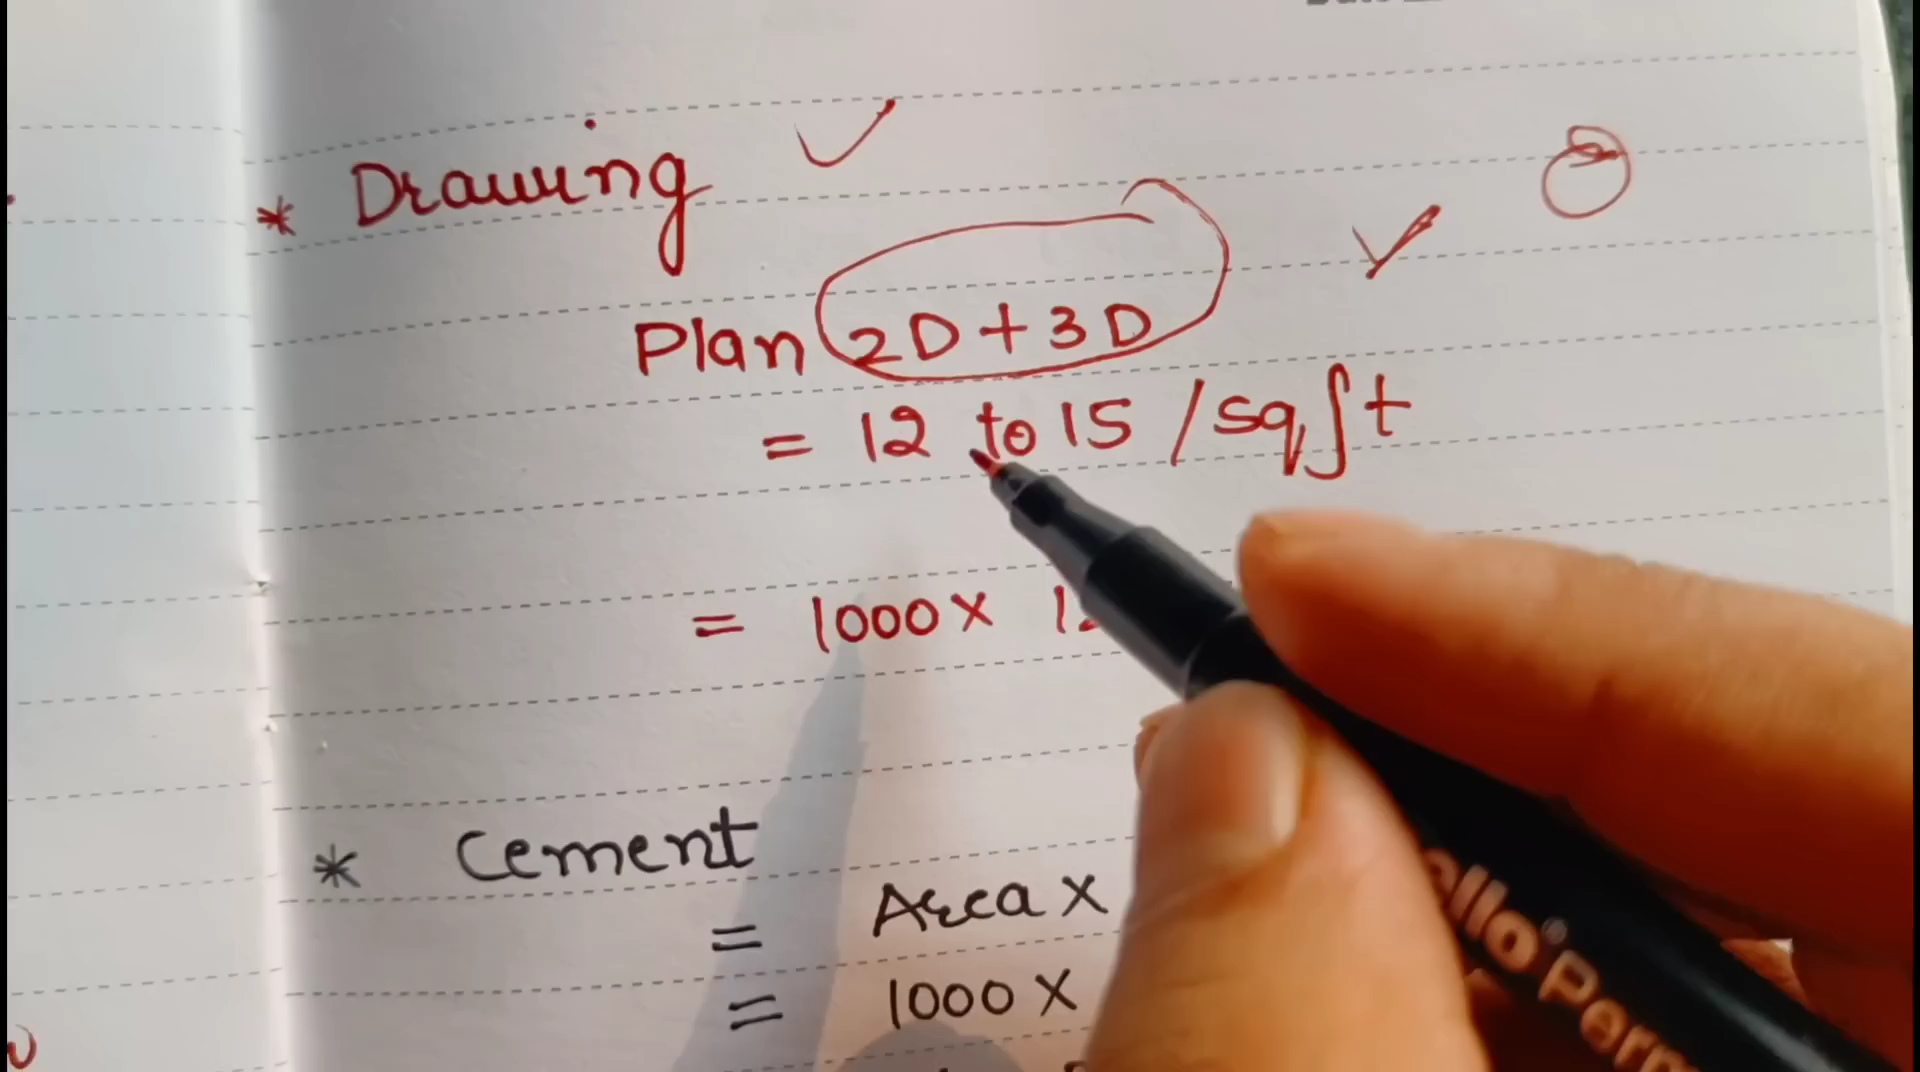 * Drawing
Plan 2D + 3D
= 12 to 15 / sqft
= 1000 X
* Cement
= Area X
= 1000 X